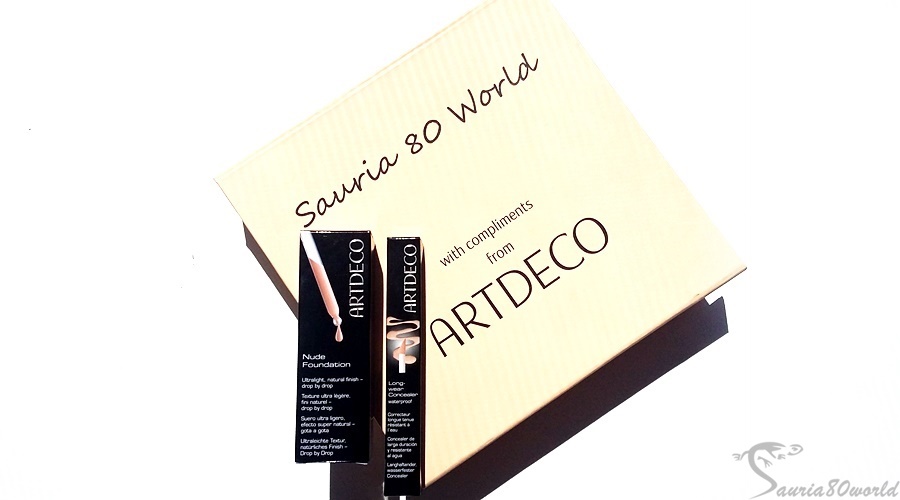 Sauria 80 World
with compliments
from
ARTDECO
ARTDECO
Nude
Foundation
Ultralight, natural finish –
drop by drop
Texture ultra légère,
fini naturel –
drop by drop
Suero ultra ligero,
efecto super natural –
gota a gota
Ultraleichte Textur,
natürliches Finish –
Drop by Drop
ARTDECO
Long-
wear
Concealer
waterproof
Correcteur
longue tenue
résistant à
l'eau
Concealer de
larga duración
y resistente
al agua
Langhaftender,
wasserfester
Concealer
Sauria80world